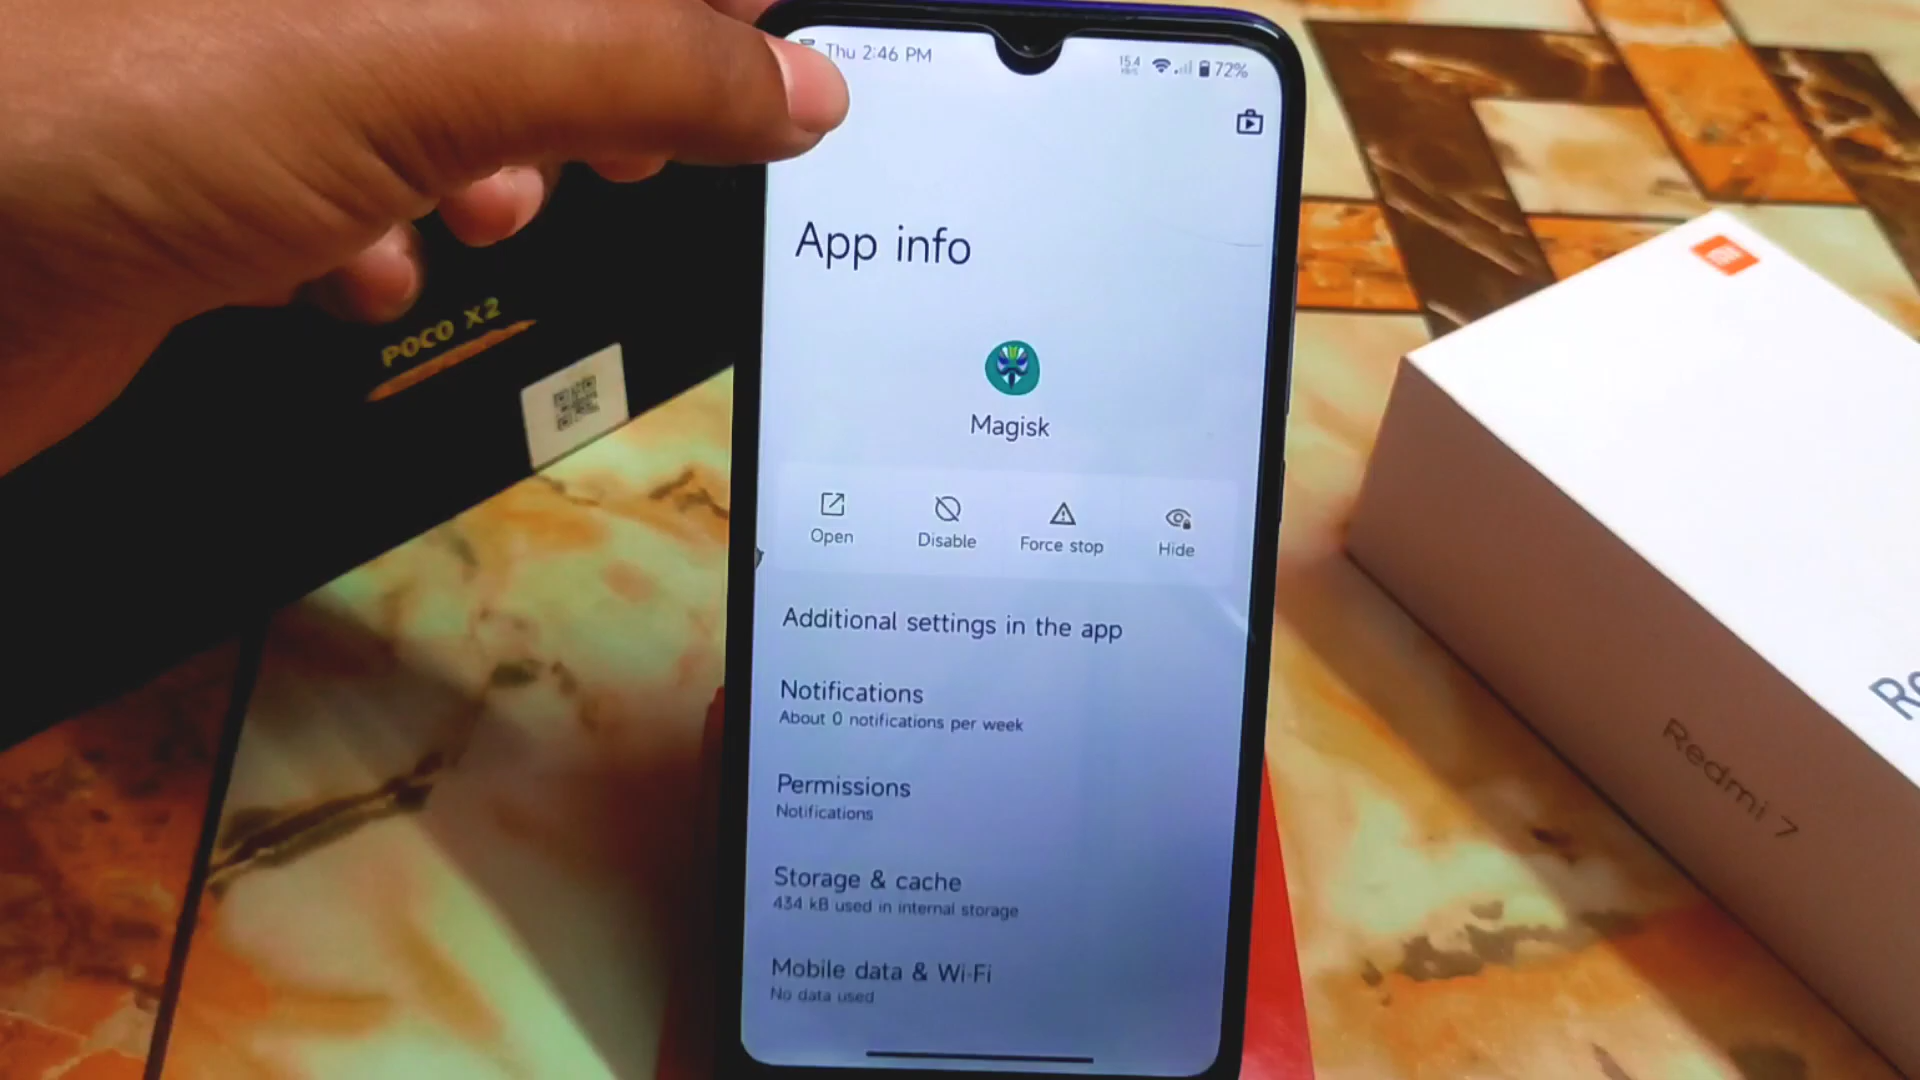 Thu 2:46 PM
15.4
72%
App info
Magisk
Open
Disable
Force stop
Hide
Additional settings in the app
Notifications
About 0 notifications per week
Permissions
Notifications
Storage & cache
434 kB used in internal storage
Mobile data & Wi-Fi
No data used
POCO X2
Redmi 7